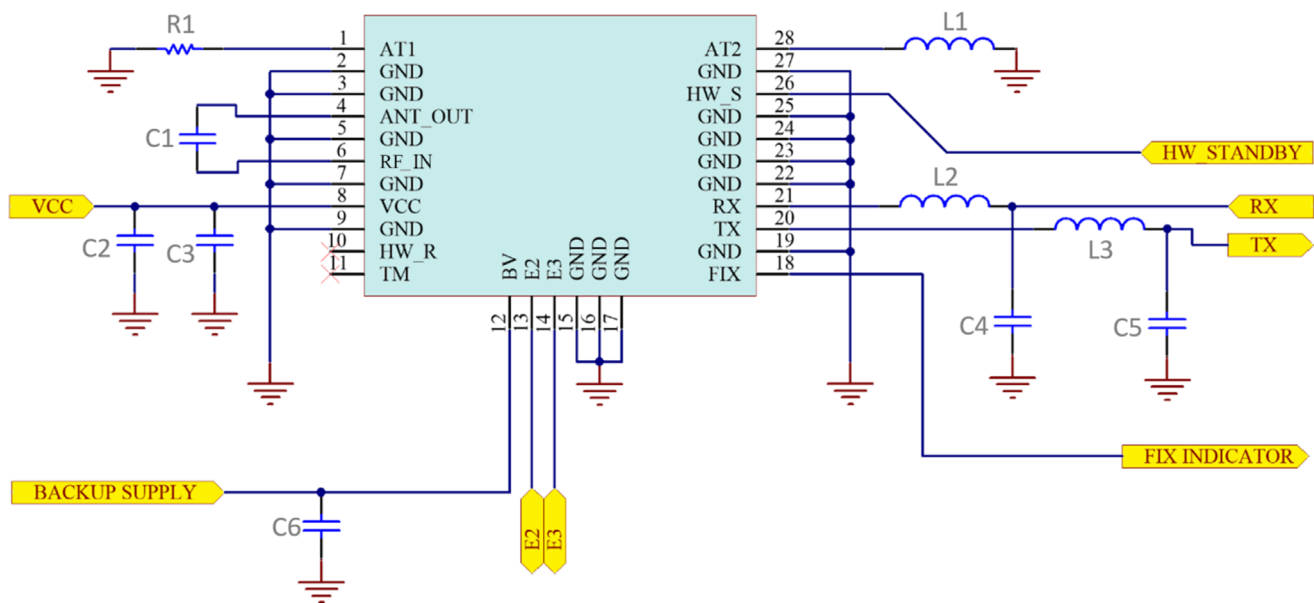 R1
1
AT1
2
GND
3
GND
4
ANT_OUT
C1
5
GND
6
RF_IN
7
GND
VCC
8
VCC
C2
C3
9
GND
10
HW_R
11
TM
BV
E2
E3
GND
GND
GND
12
13
14
15
16
17
AT2
28
L1
GND
27
HW_S
26
GND
25
GND
24
HW_STANDBY
GND
23
GND
22
L2
RX
21
RX
TX
20
L3
TX
GND
19
FIX
18
C4
C5
FIX INDICATOR
BACKUP SUPPLY
C6
E2
E3